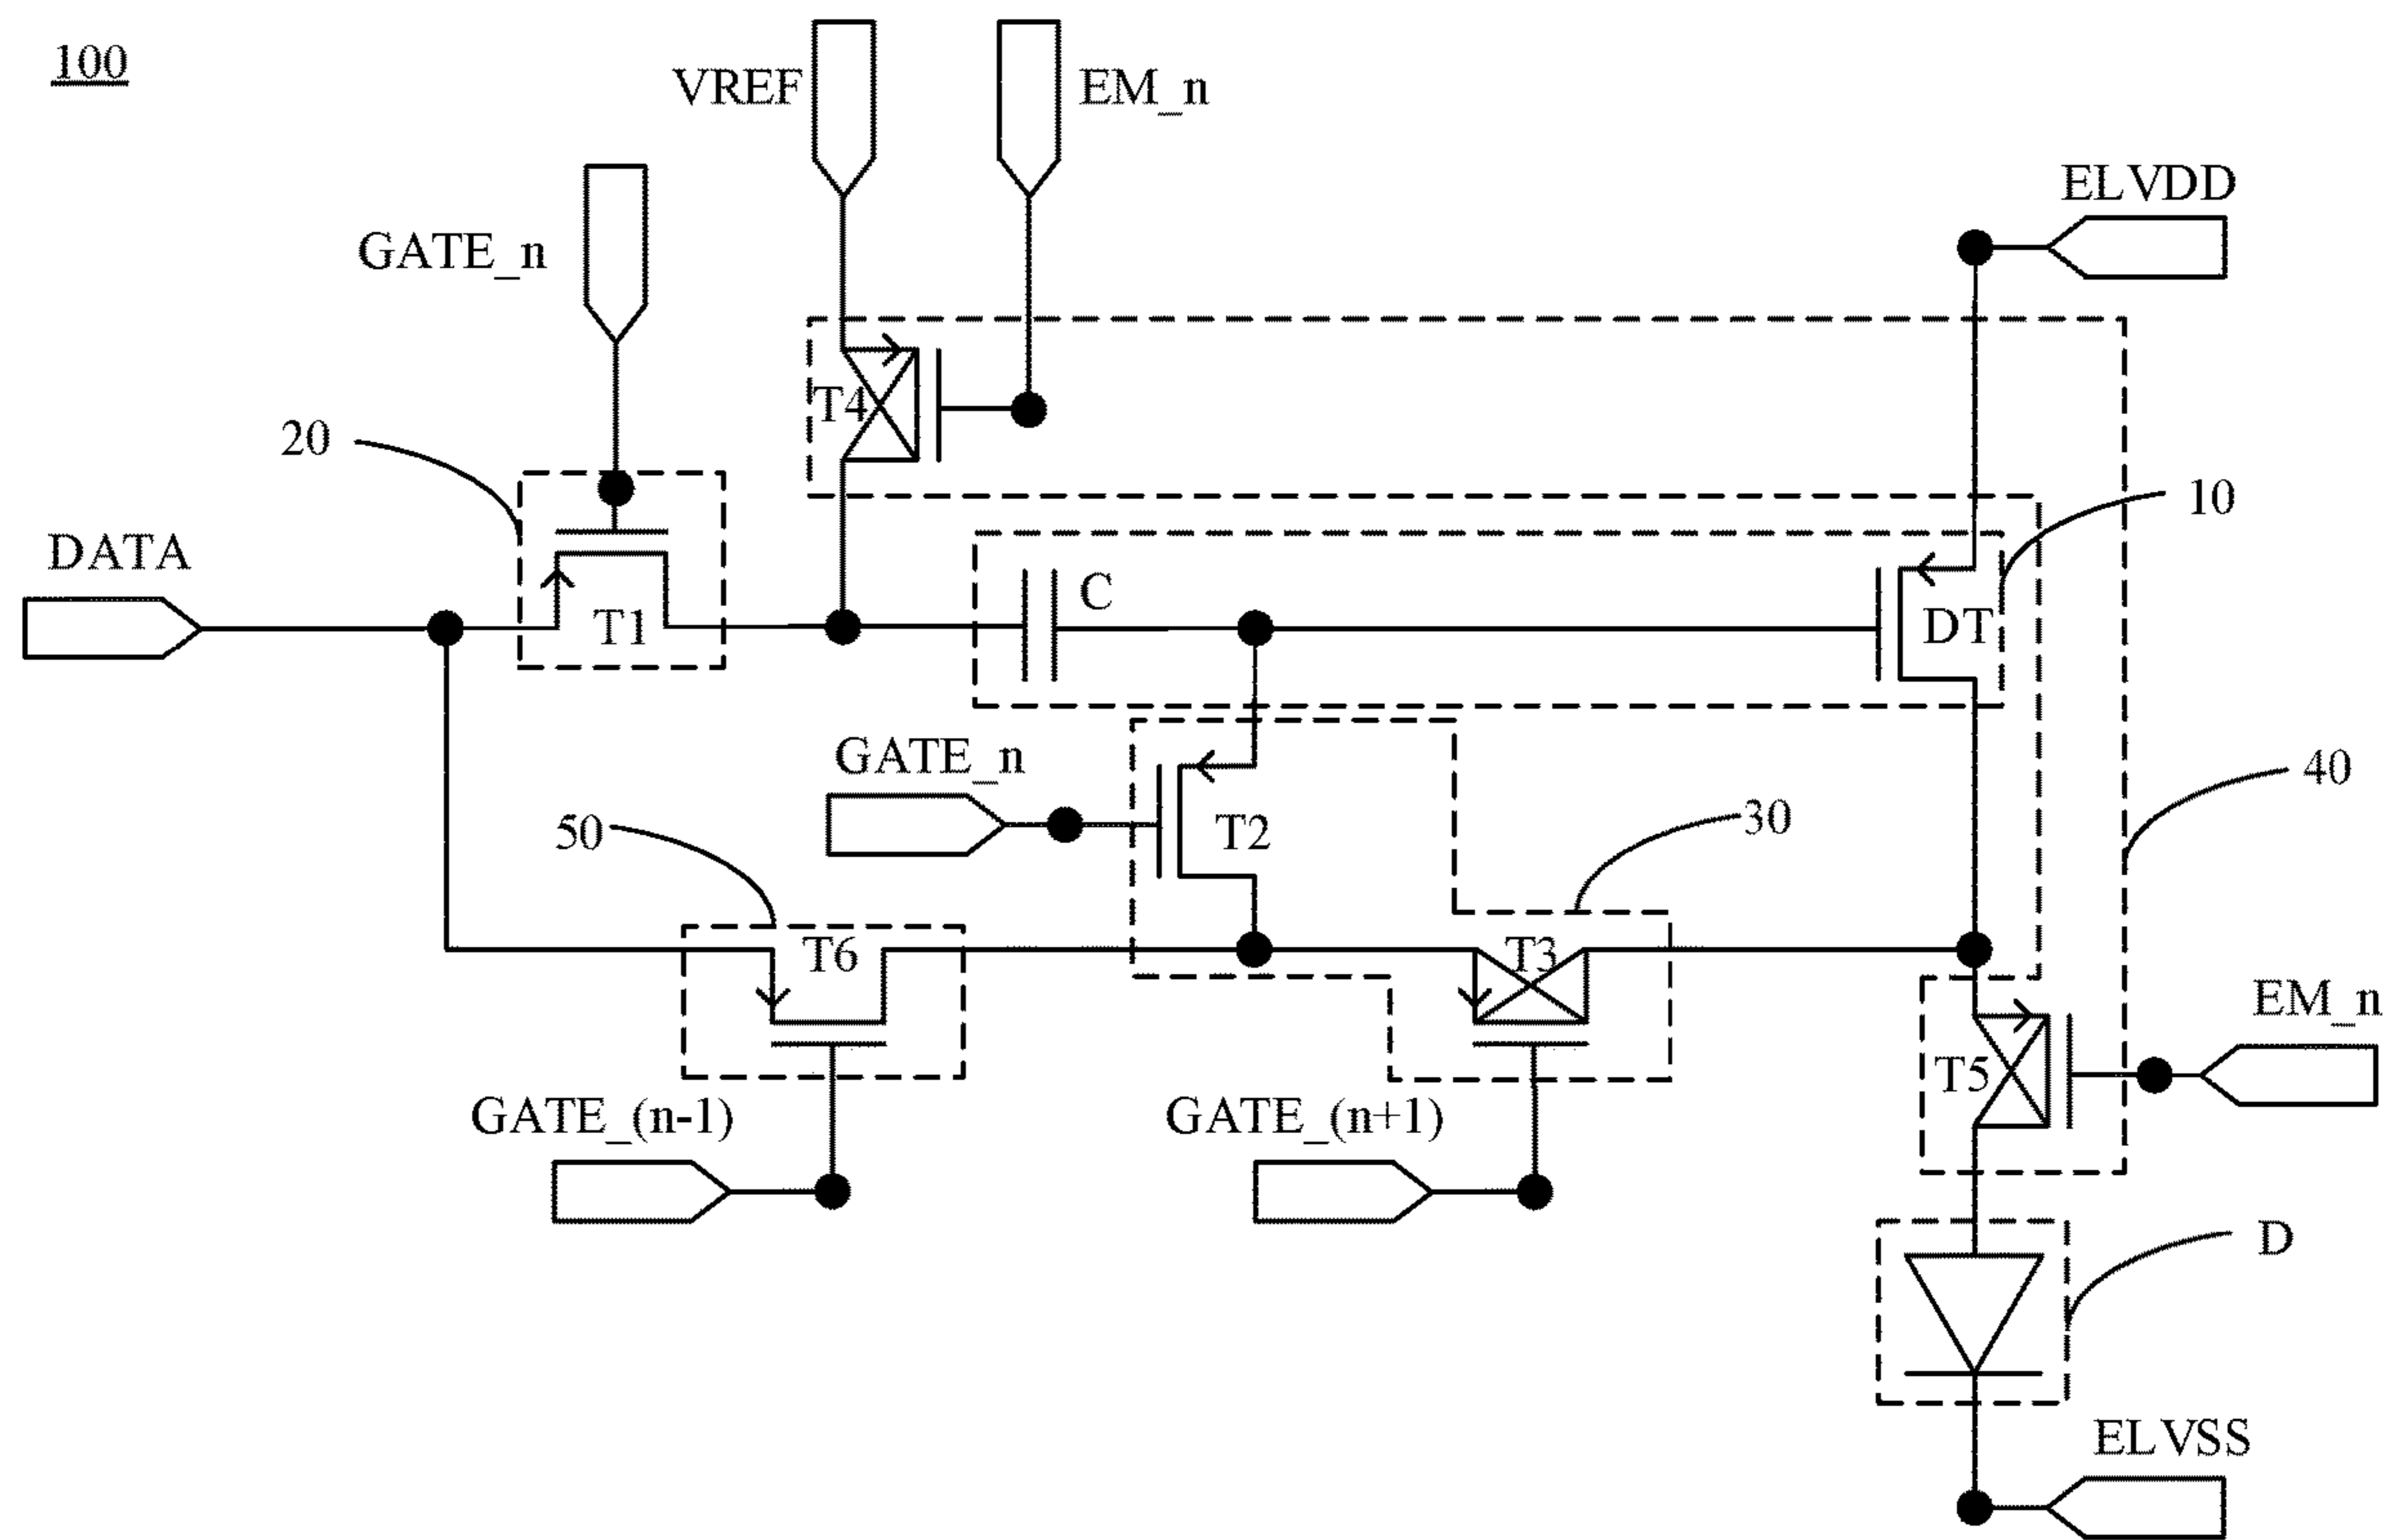 100
VREF
EM_n
ELVDD
GATE_n
T4
20
10
DATA
C
T1
DT
GATE_n
40
T2
30
50
T6
T3
EM_n
T5
GATE_(n-1)
GATE_(n+1)
D
ELVSS